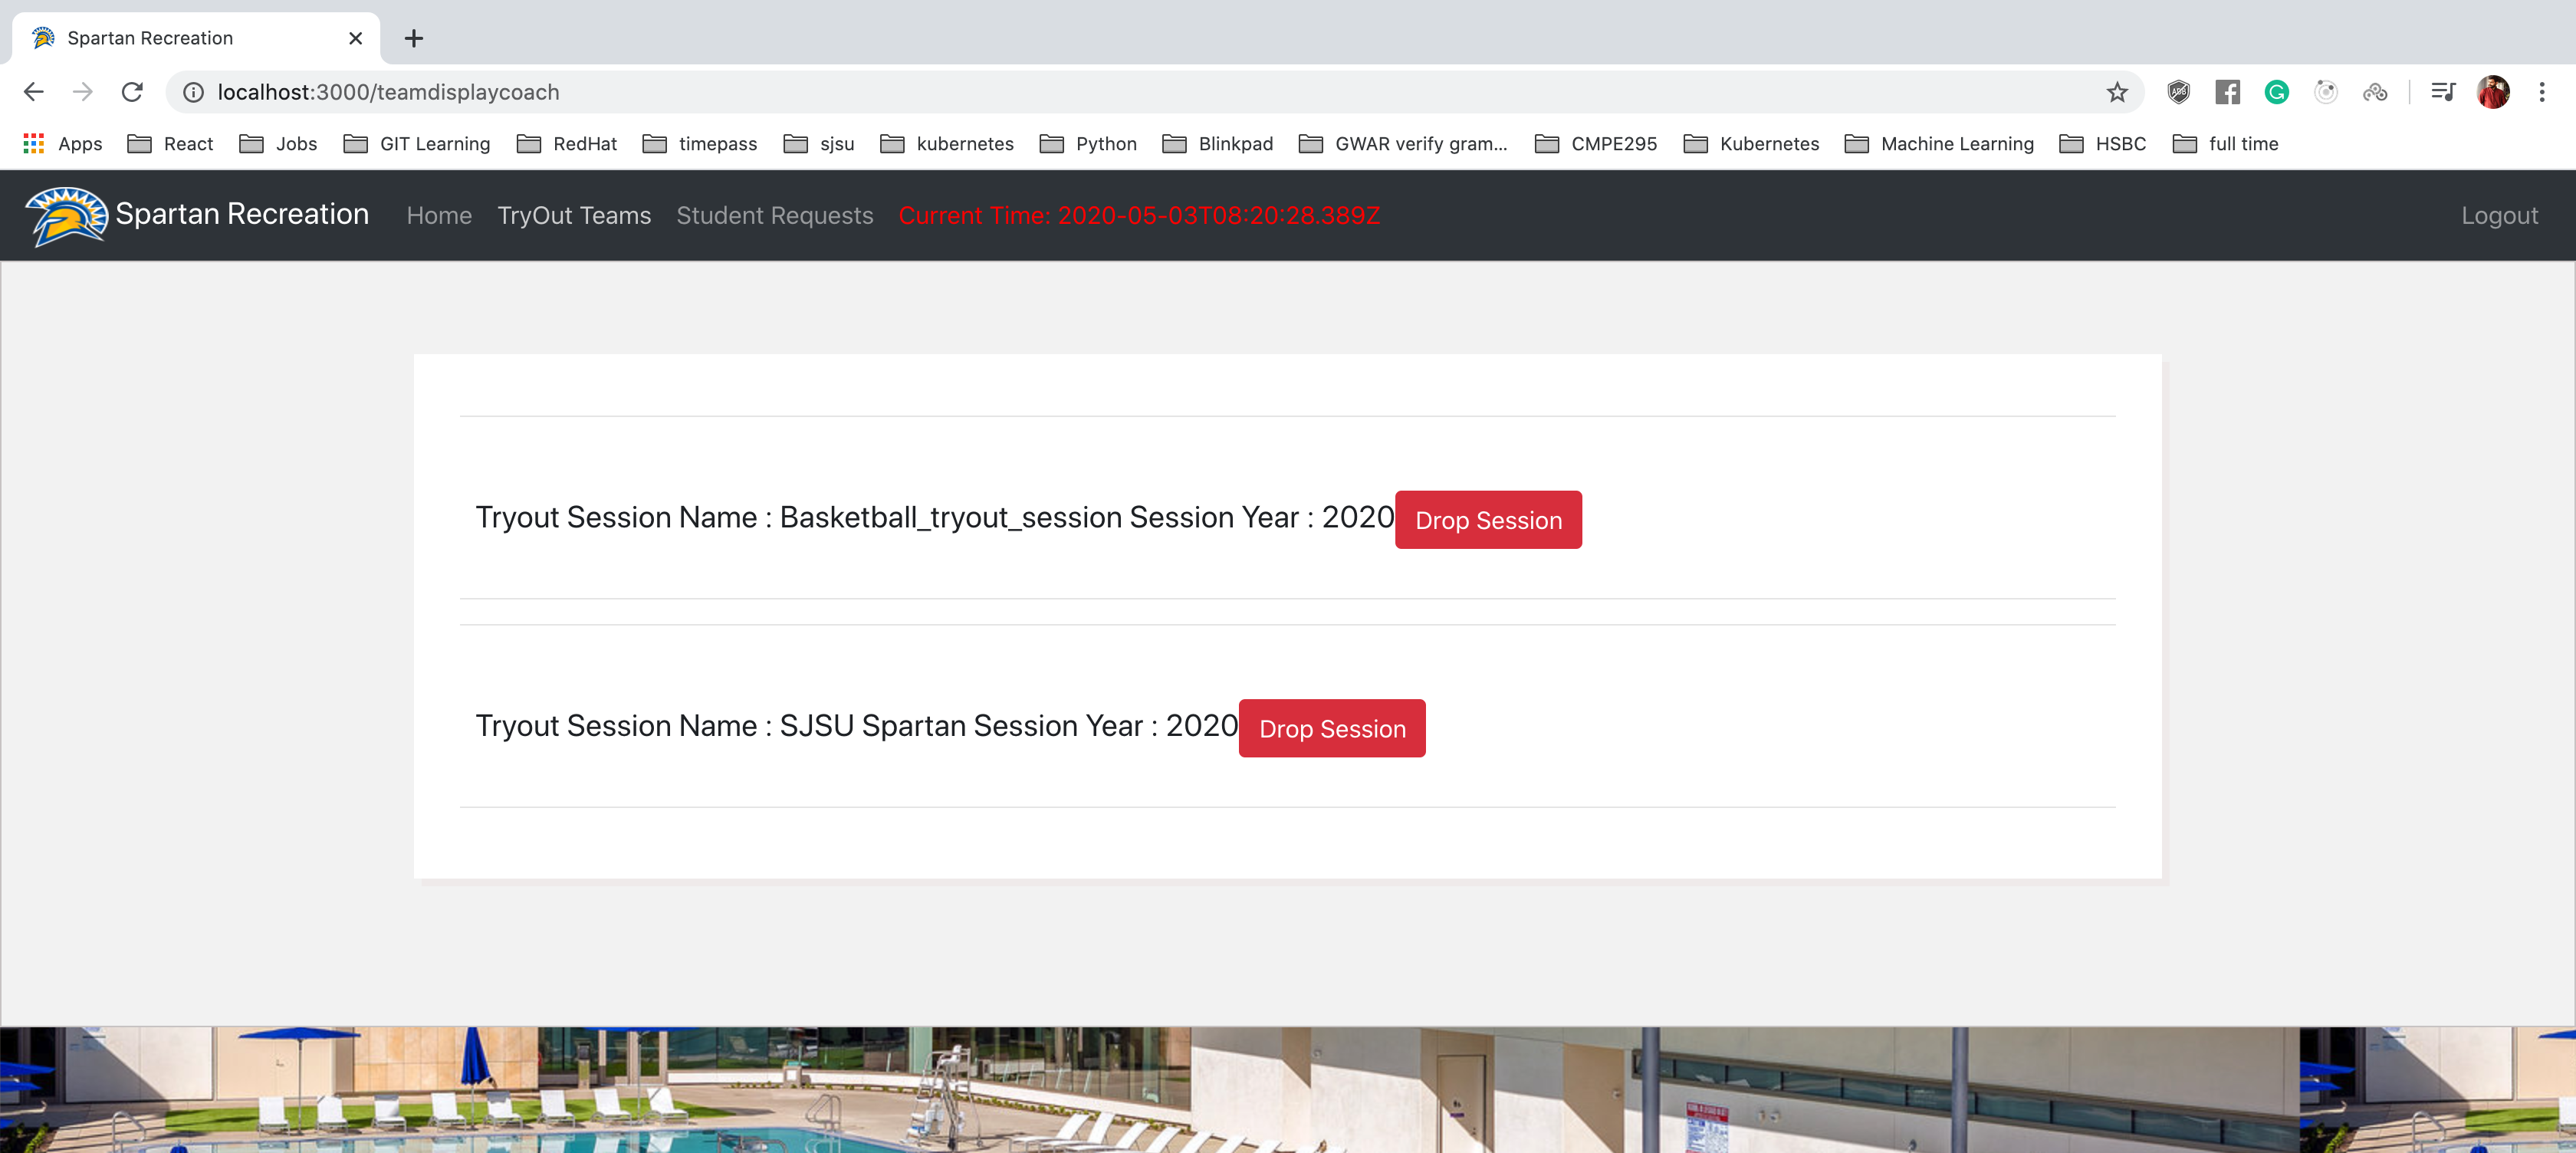 Spartan Recreation
localhost:3000/teamdisplaycoach
Apps React Jobs GIT Learning RedHat timepass sjsu kubernetes Python Blinkpad GWAR verify gram... CMPE295 Kubernetes Machine Learning HSBC full time
Spartan Recreation Home TryOut Teams Student Requests Current Time: 2020-05-03T08:20:28.389Z Logout
Tryout Session Name : Basketball_tryout_session Session Year : 2020 Drop Session
Tryout Session Name : SJSU Spartan Session Year : 2020 Drop Session